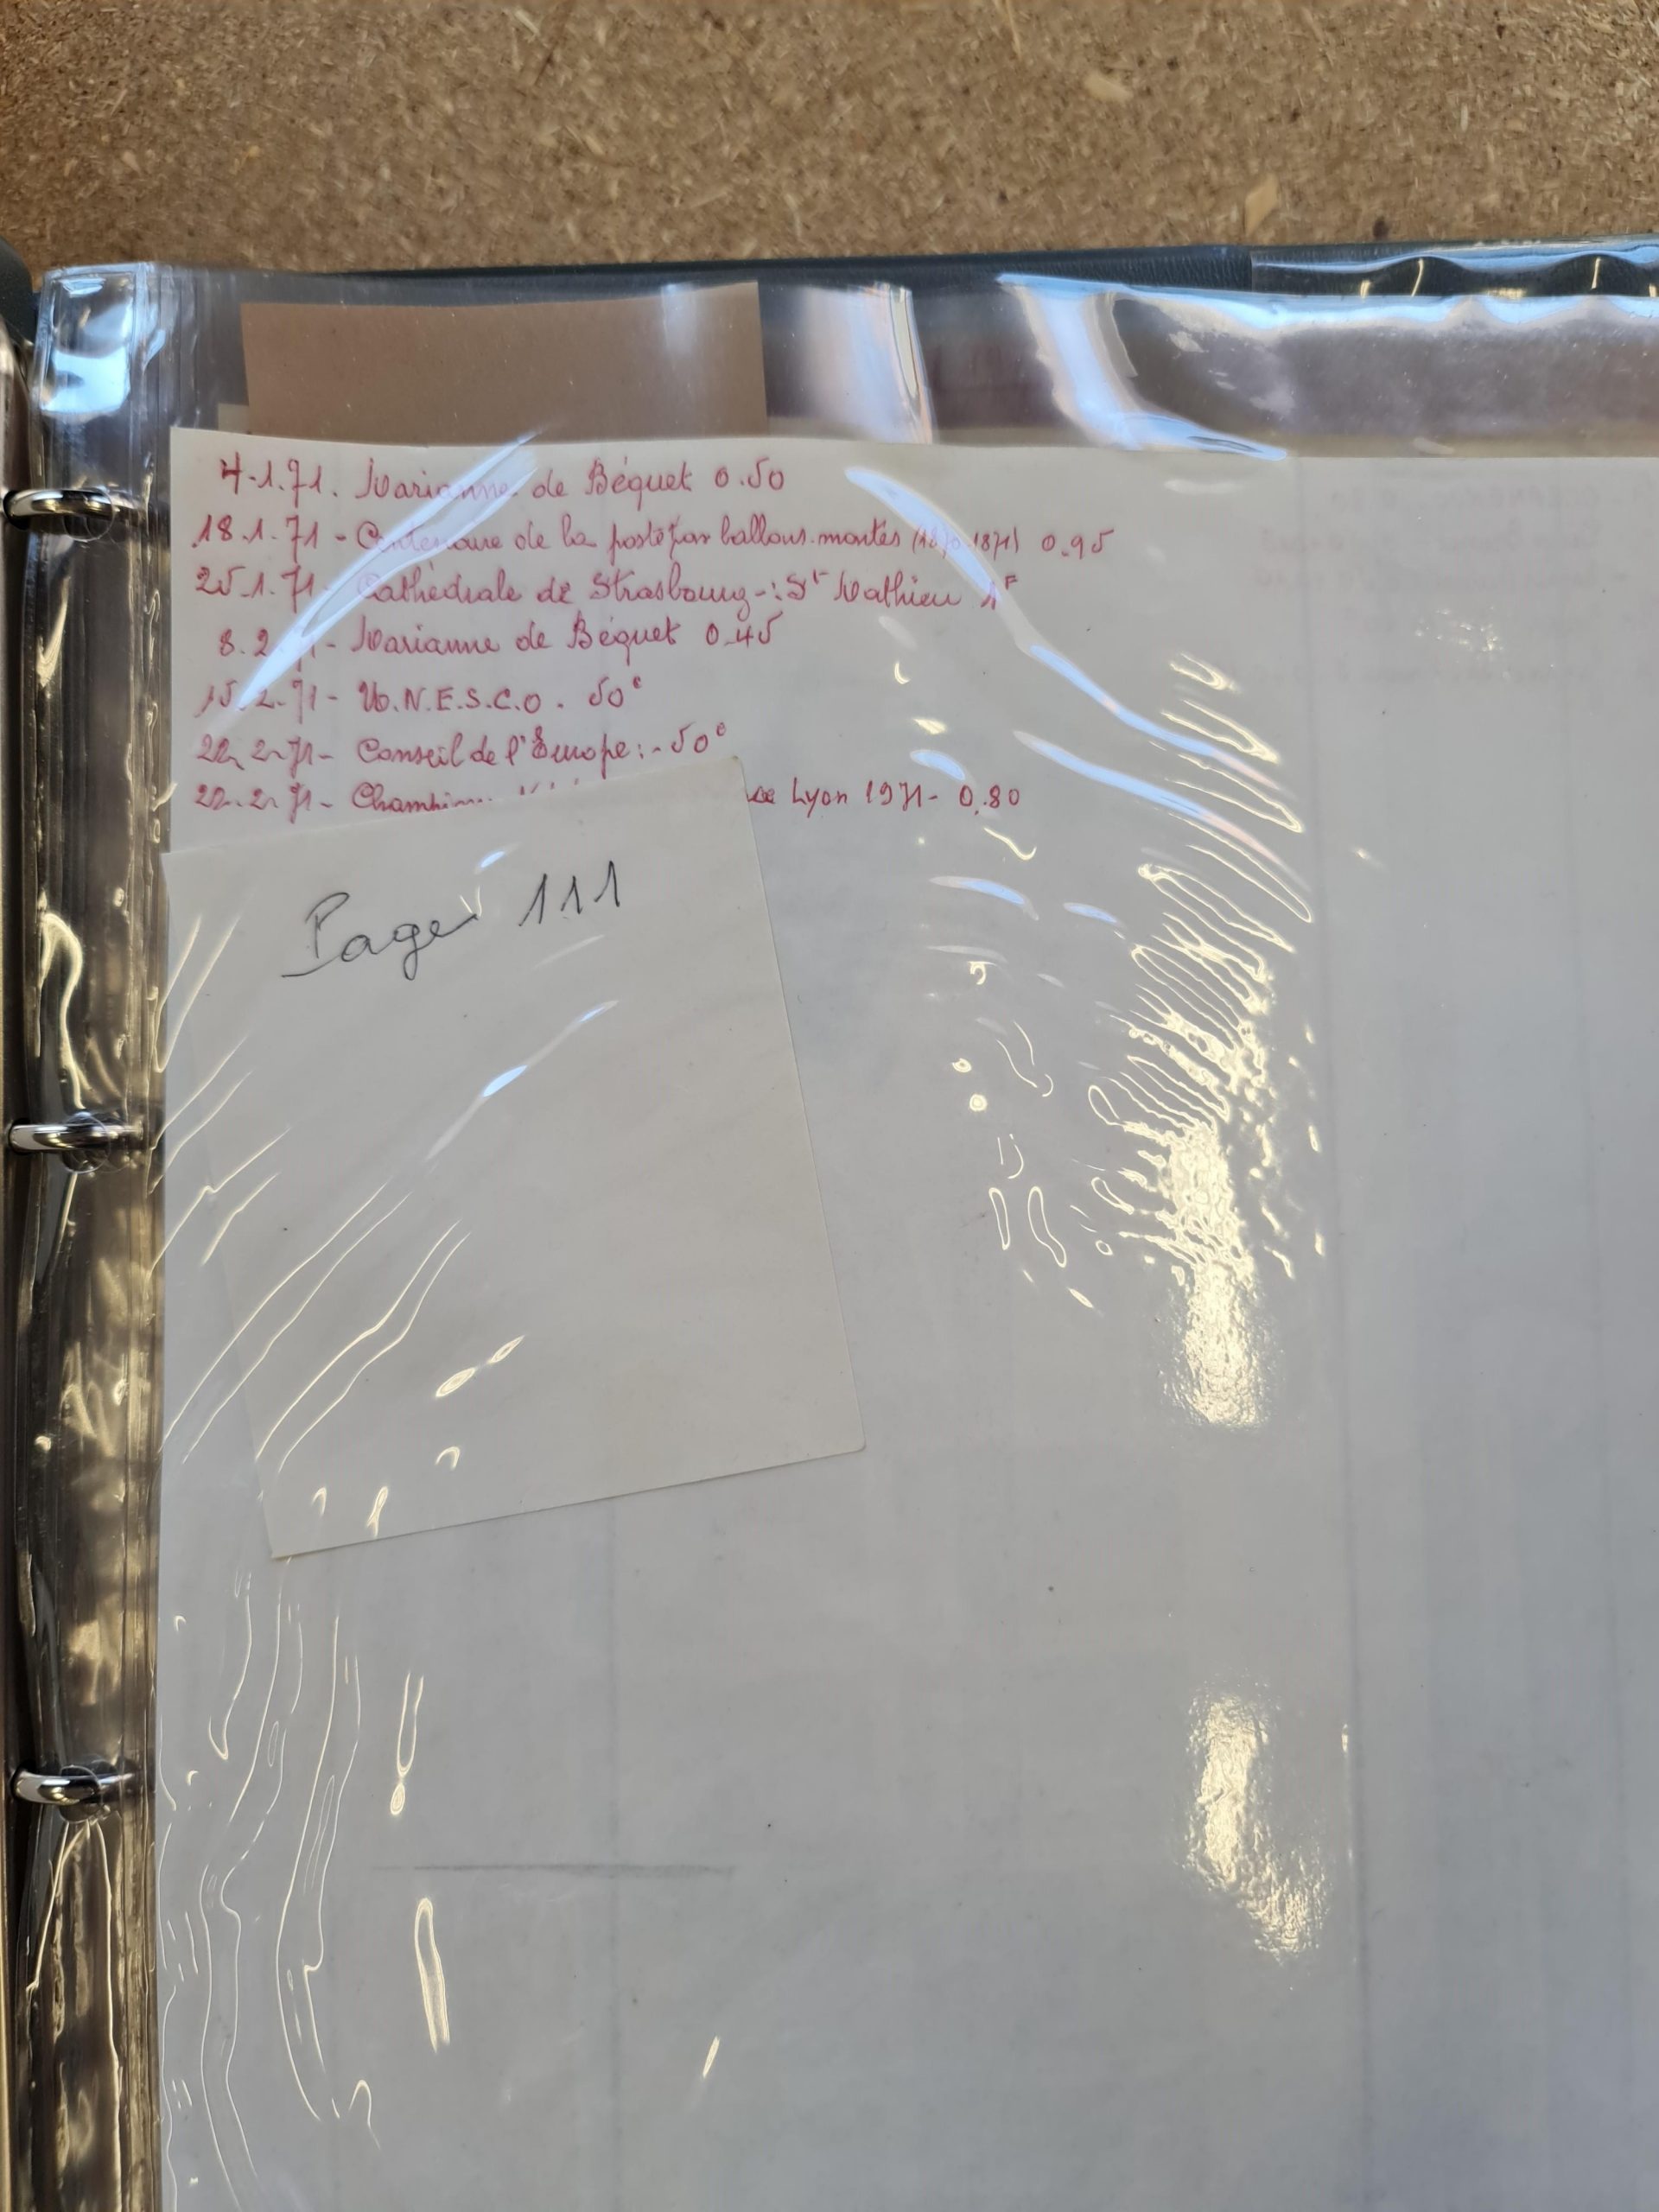 4.1.71. Marianne de Béquet 0.50
18.1.71 - Centenaire de la poste par ballons montés (1870-1871) 0.95
25.1.71 - Cathédrale de Strasbourg - : St Mathieu 1F
8.2.71 - Marianne de Béquet 0.45
15.2.71 - U.N.E.S.C.O. 50c
22.2.71 - Conseil de l'Europe : - 50c
22.2.71 - Lyon 1971 - 0.80
Page 111